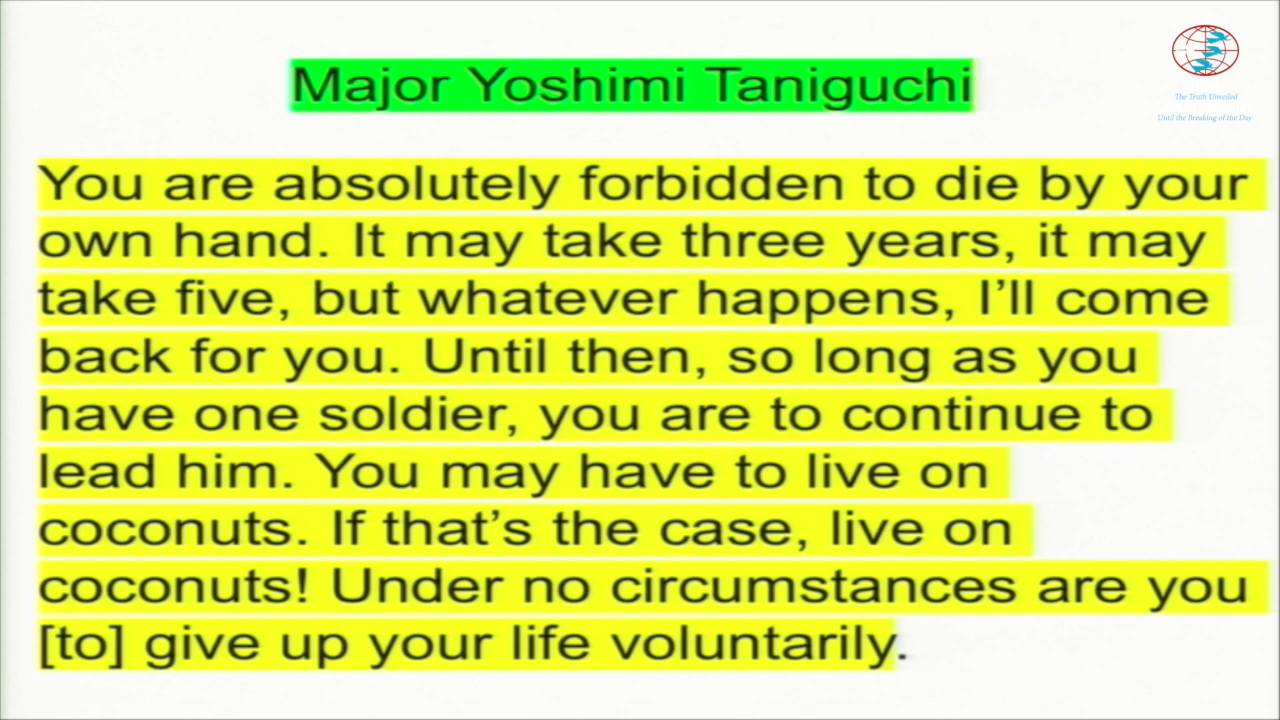 Major Yoshimi Taniguchi
The Truth Unveiled
Until the Breaking of the Day
You are absolutely forbidden to die by your
own hand. It may take three years, it may
take five, but whatever happens, I’ll come
back for you. Until then, so long as you
have one soldier, you are to continue to
lead him. You may have to live on
coconuts. If that’s the case, live on
coconuts! Under no circumstances are you
[to] give up your life voluntarily.